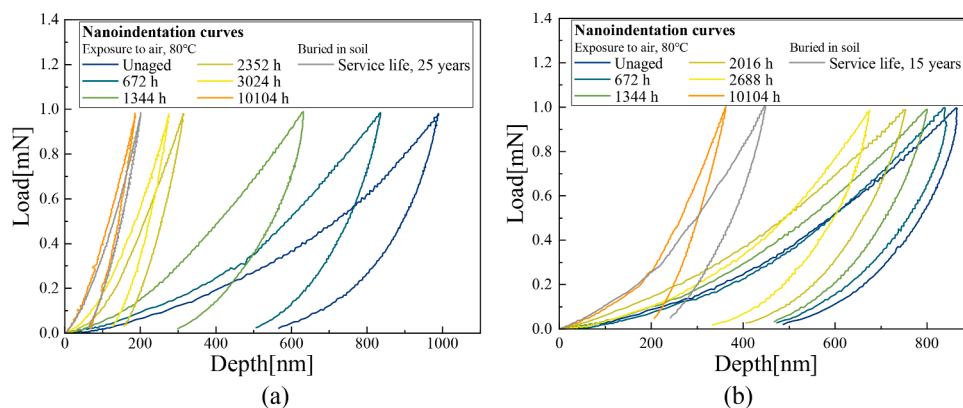 (a)
Nanoindentation curves
Exposure to air, 80℃ Buried in soil
Unaged 2352 h Service life, 25 years
672 h 3024 h
1344 h 10104 h
Load[mN]
1.4
1.2
1.0
0.8
0.6
0.4
0.2
0.0
0 200 400 600 800 1000
Depth[nm]
(a)
(b)
Nanoindentation curves
Exposure to air, 80℃ Buried in soil
Unaged 2016 h Service life, 15 years
672 h 2688 h
1344 h 10104 h
Load[mN]
1.4
1.2
1.0
0.8
0.6
0.4
0.2
0.0
0 200 400 600 800
Depth[nm]
(b)